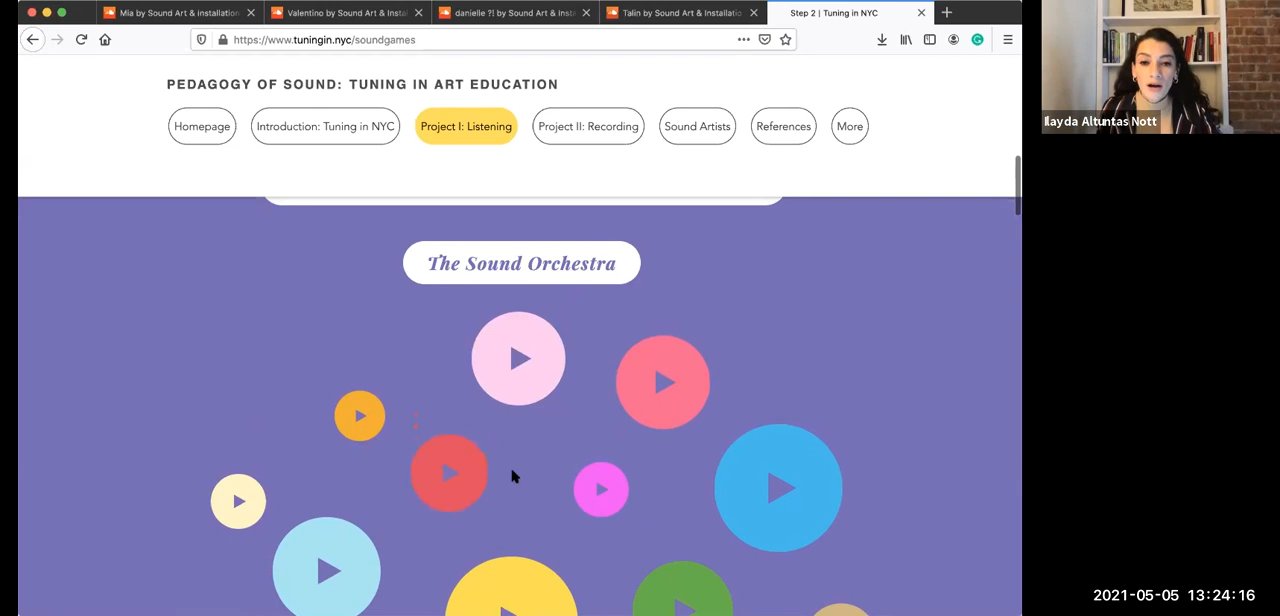 Mia by Sound Art & Installation
Valentino by Sound Art & Instal
danielle ?! by Sound Art & Insta
Talin by Sound Art & Installatio
Step 2 | Tuning in NYC
https://www.tuningin.nyc/soundgames
PEDAGOGY OF SOUND: TUNING IN ART EDUCATION
Homepage
Introduction: Tuning in NYC
Project I: Listening
Project II: Recording
Sound Artists
References
More
The Sound Orchestra
Ilayda Altuntas Nott
2021-05-05 13:24:16